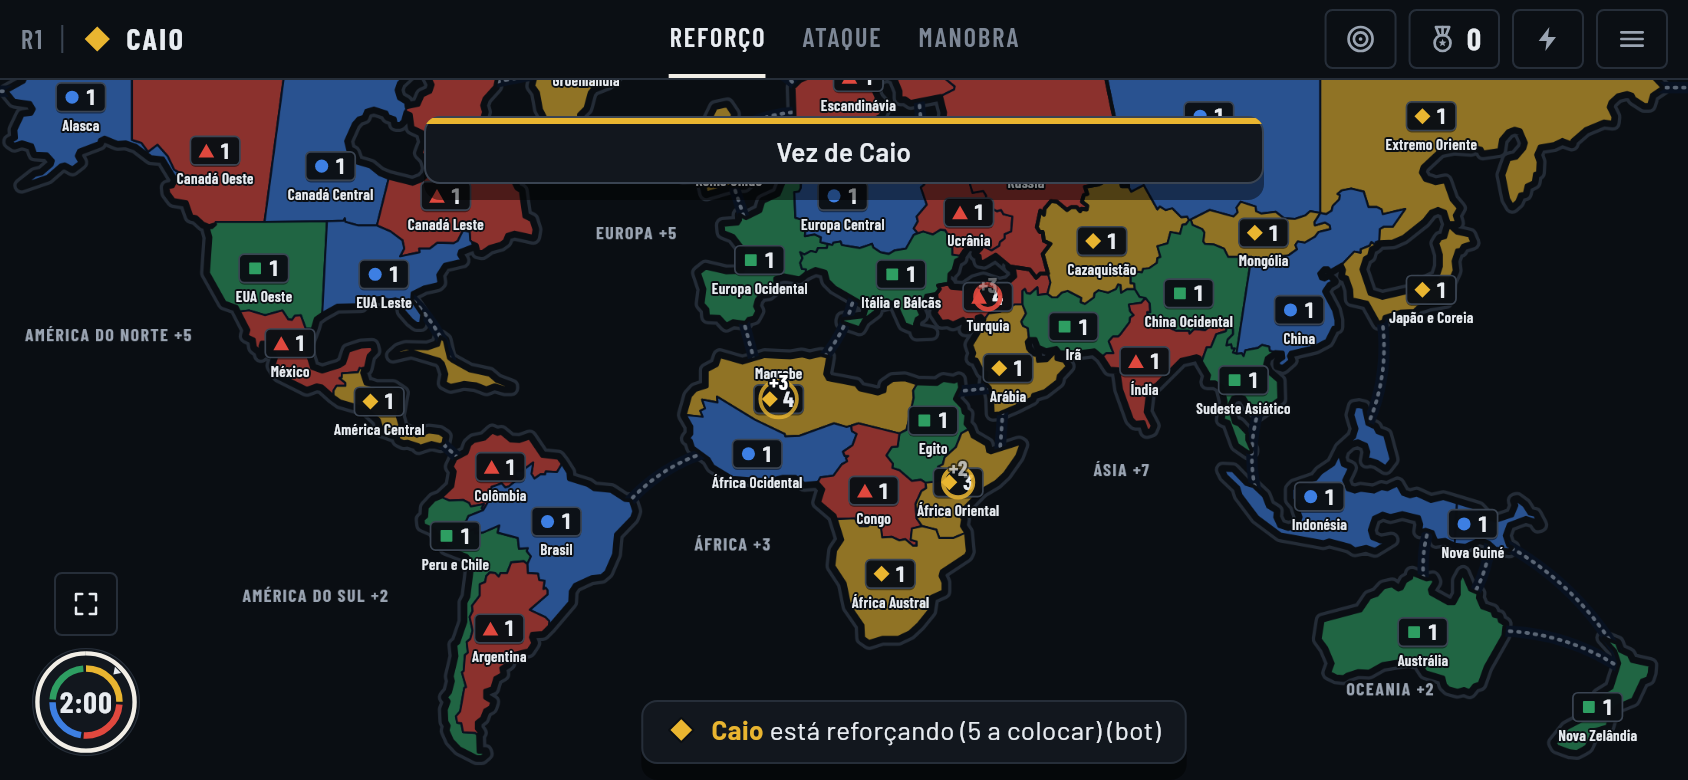 R1
CAIO
REFORÇO
ATAQUE
MANOBRA
0
Groenlândia
1
Escandinávia
1
Alasca
1
1
Extremo Oriente
1
Canadá Oeste
1
Canadá Central
Vez de Caio
Rússia
1
Canadá Leste
1
Europa Central
1
Ucrânia
EUROPA +5
1
Cazaquistão
1
Mongólia
1
EUA Oeste
1
EUA Leste
1
Europa Ocidental
1
Itália e Bálcãs
+3
4
Turquia
1
Irã
1
China Ocidental
1
China
1
Japão e Coreia
AMÉRICA DO NORTE +5
1
México
1
América Central
Magrebe
+3
4
1
Arábia
1
Índia
1
Sudeste Asiático
1
Egito
1
Colômbia
1
África Ocidental
1
Congo
+2
3
África Oriental
ÁSIA +7
1
Indonésia
1
Nova Guiné
1
Peru e Chile
1
Brasil
ÁFRICA +3
1
África Austral
AMÉRICA DO SUL +2
1
Argentina
1
Austrália
OCEANIA +2
1
Nova Zelândia
2:00
Caio está reforçando (5 a colocar) (bot)